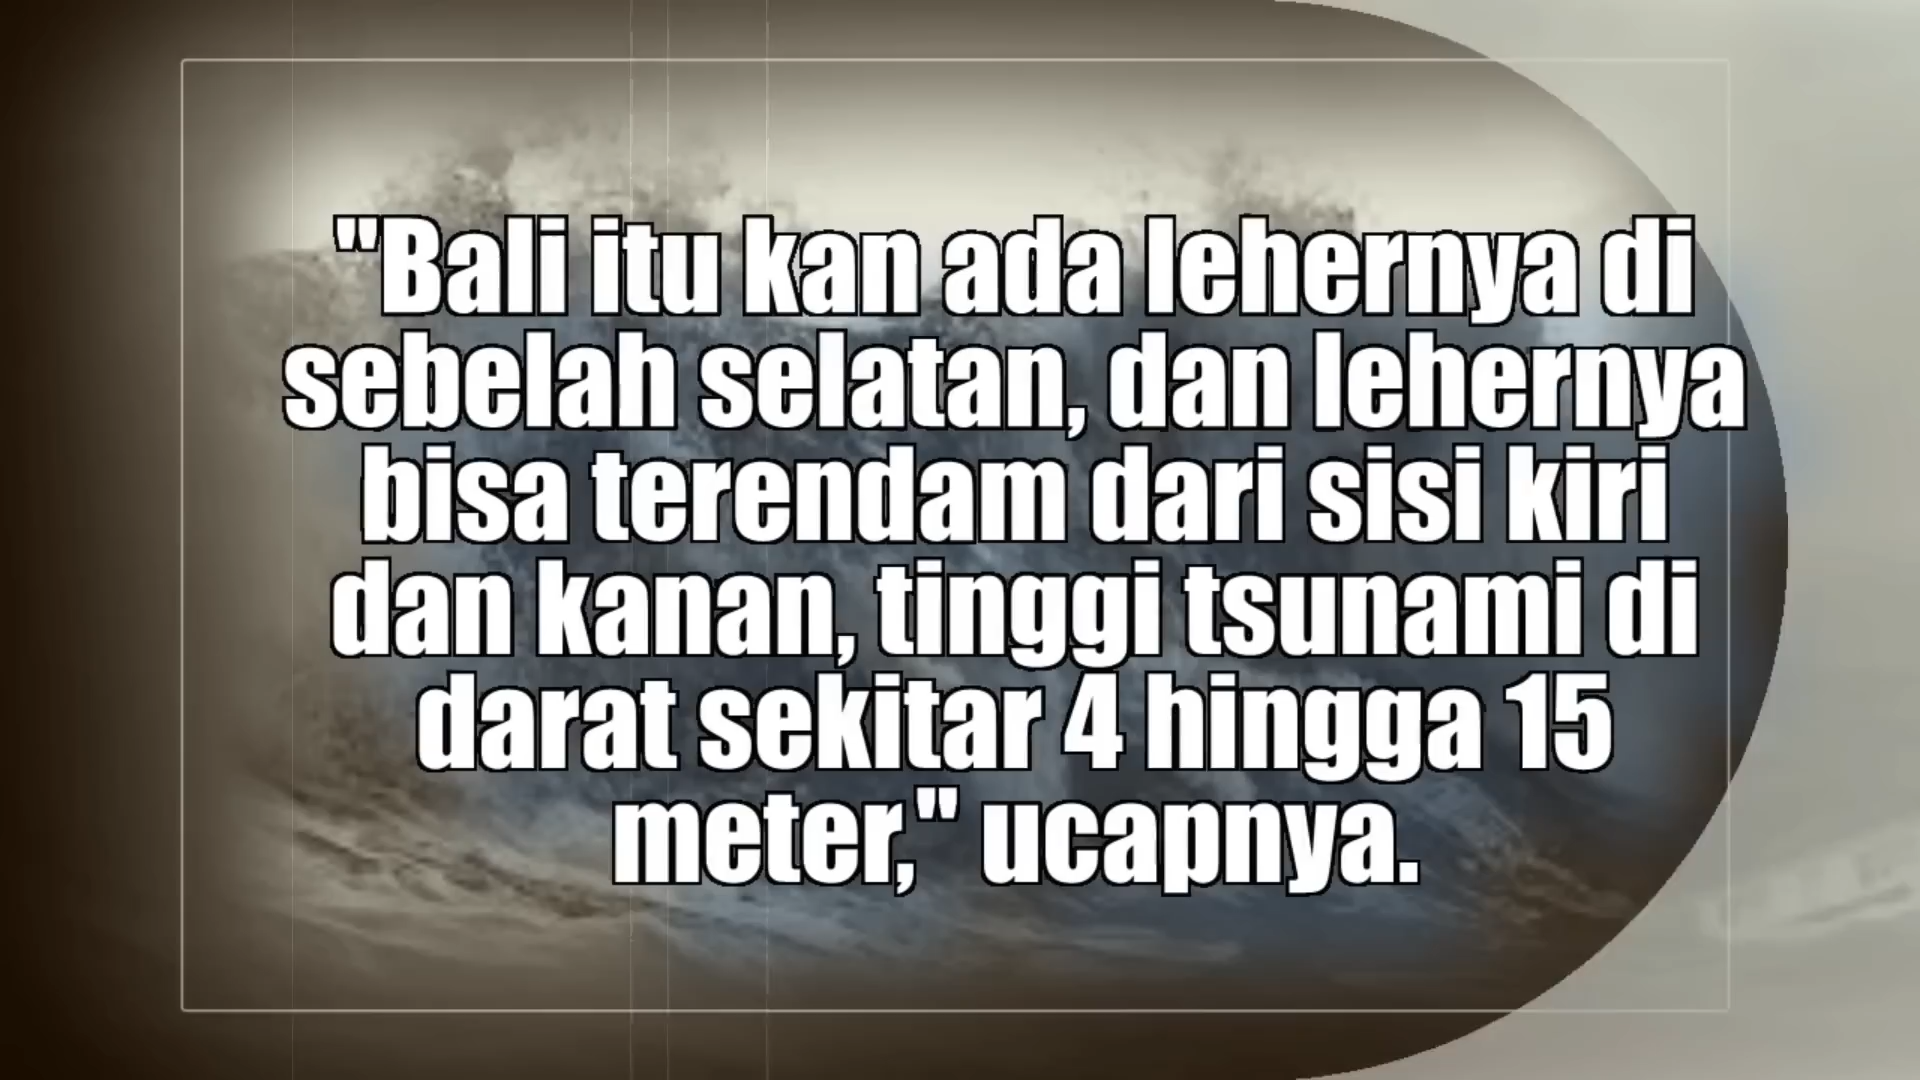 "Bali itu kan ada lehernya di
sebelah selatan, dan lehernya
bisa terendam dari sisi kiri
dan kanan, tinggi tsunami di
darat sekitar 4 hingga 15
meter," ucapnya.